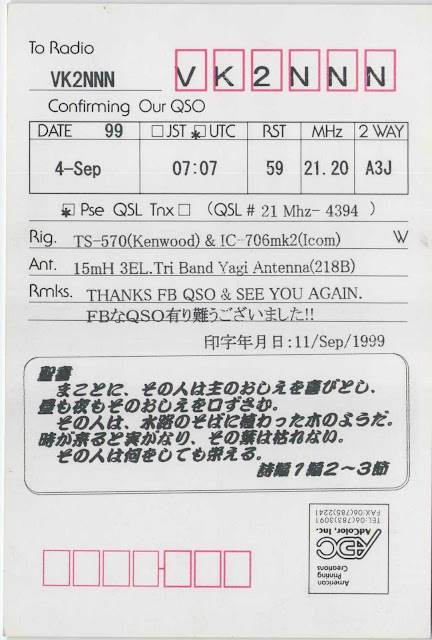 To Radio
VK2NNN
VK2NNN
Confirming Our QSO
DATE 99 □JST *□UTC RST MHz 2 WAY
4-Sep 07:07 59 21.20 A3J
*□ Pse QSL Tnx □ (QSL # 21 Mhz- 4394 )
Rig. TS-570(Kenwood) & IC-706mk2(Icom) W
Ant. 15mH 3EL.Tri Band Yagi Antenna(218B)
Rmks. THANKS FB QSO & SEE YOU AGAIN.
FBなQSO有り難うございました!!
印字年月日:11/Sep/1999
聖書
まことに、その人は主のおしえを喜びとし、
昼も夜もそのおしえを口ずさむ。
その人は、水路のそばに植わった木のようだ。
時が来ると実がなり、その葉は枯れない。
その人は何をしても栄える。
詩篇1篇2~3節
American
Printing
Creations
ADC
AdColor, Inc.
TEL:06(783)3091
FAX:06(785)2241